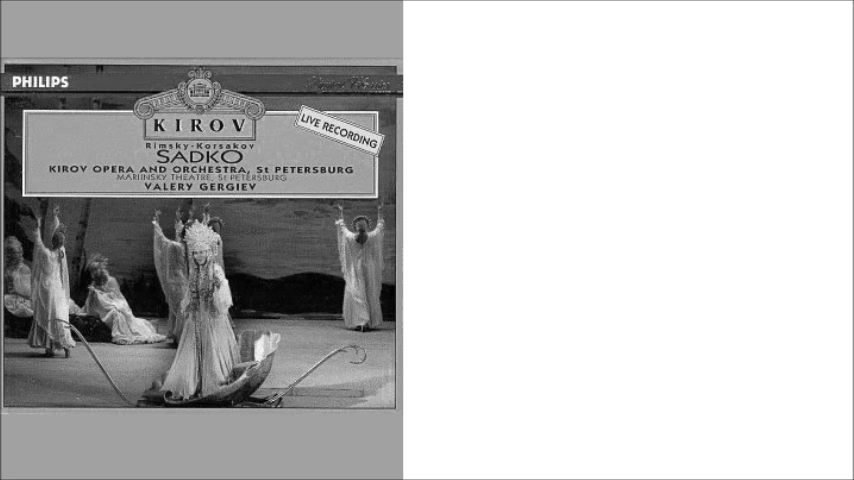 PHILIPS
KIROV
LIVE RECORDING
Rimsky-Korsakov
SADKO
KIROV OPERA AND ORCHESTRA, St PETERSBURG
MARIINSKY THEATRE, St PETERSBURG
VALERY GERGIEV